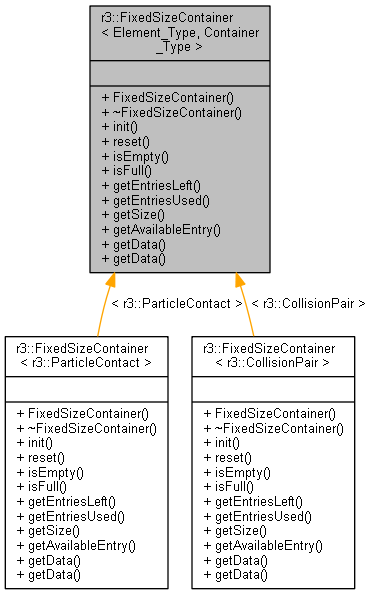 r3::FixedSizeContainer
< Element_Type, Container
_Type >
+ FixedSizeContainer()
+ ~FixedSizeContainer()
+ init()
+ reset()
+ isEmpty()
+ isFull()
+ getEntriesLeft()
+ getEntriesUsed()
+ getSize()
+ getAvailableEntry()
+ getData()
+ getData()
< r3::ParticleContact >
< r3::CollisionPair >
r3::FixedSizeContainer
< r3::ParticleContact >
+ FixedSizeContainer()
+ ~FixedSizeContainer()
+ init()
+ reset()
+ isEmpty()
+ isFull()
+ getEntriesLeft()
+ getEntriesUsed()
+ getSize()
+ getAvailableEntry()
+ getData()
+ getData()
r3::FixedSizeContainer
< r3::CollisionPair >
+ FixedSizeContainer()
+ ~FixedSizeContainer()
+ init()
+ reset()
+ isEmpty()
+ isFull()
+ getEntriesLeft()
+ getEntriesUsed()
+ getSize()
+ getAvailableEntry()
+ getData()
+ getData()